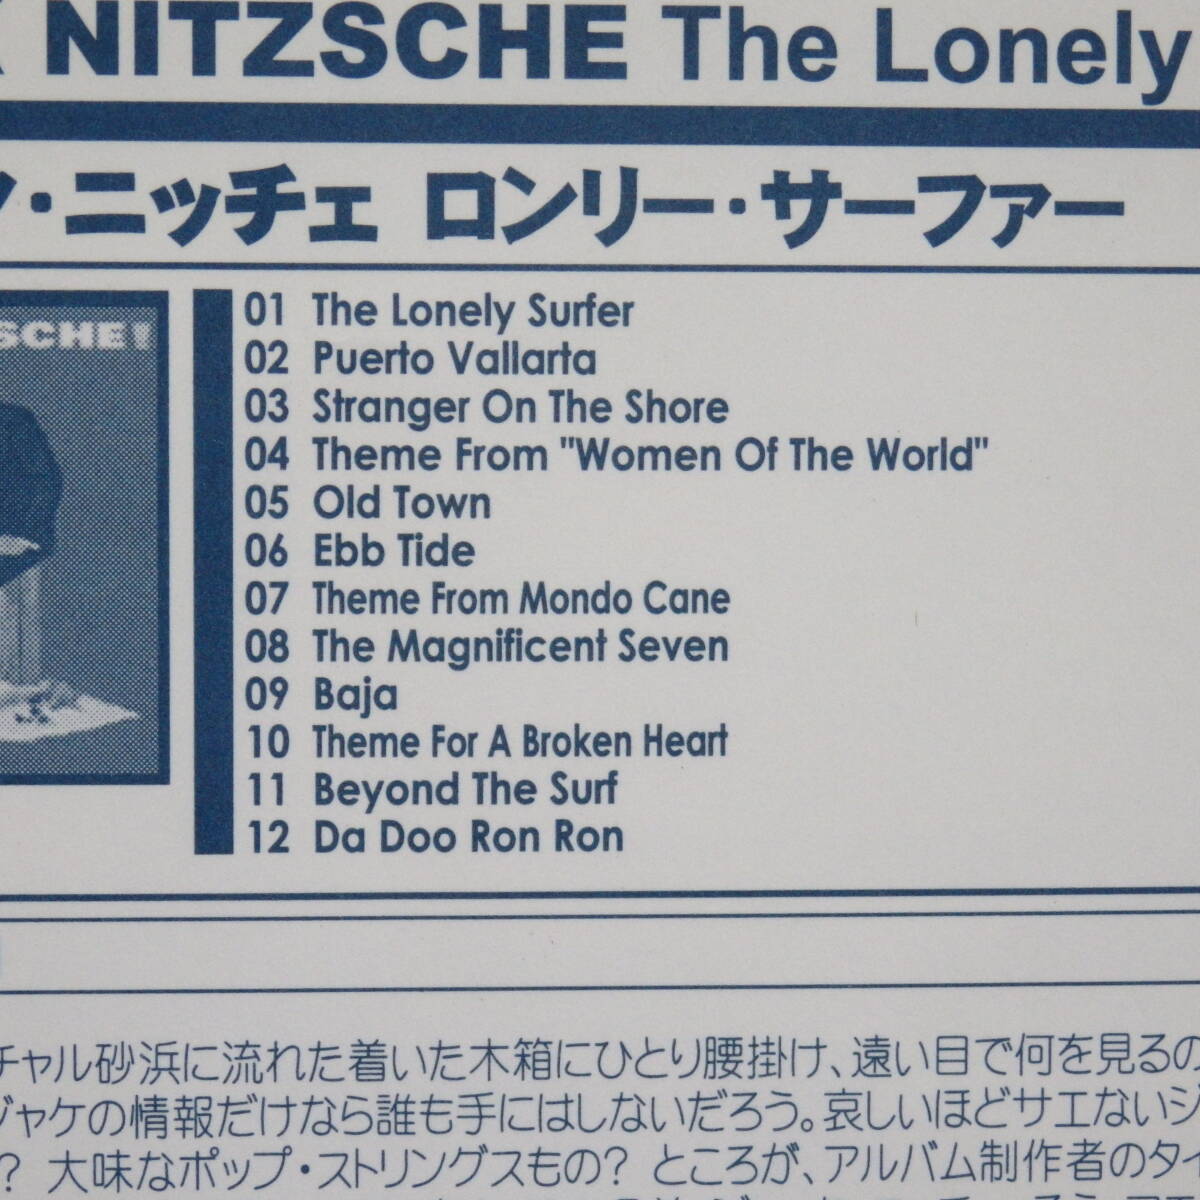 NITZSCHE The Lonely
ク・ニッチェ ロンリー・サーファー
SCHE!
01 The Lonely Surfer
02 Puerto Vallarta
03 Stranger On The Shore
04 Theme From "Women Of The World"
05 Old Town
06 Ebb Tide
07 Theme From Mondo Cane
08 The Magnificent Seven
09 Baja
10 Theme For A Broken Heart
11 Beyond The Surf
12 Da Doo Ron Ron
チャル砂浜に流れた着いた木箱にひとり腰掛け、遠い目で何を見るの
ジャケの情報だけなら誰も手にはしないだろう。哀しいほどサエないジ
? 大味なポップ・ストリングスもの? ところが、アルバム制作者のタイ